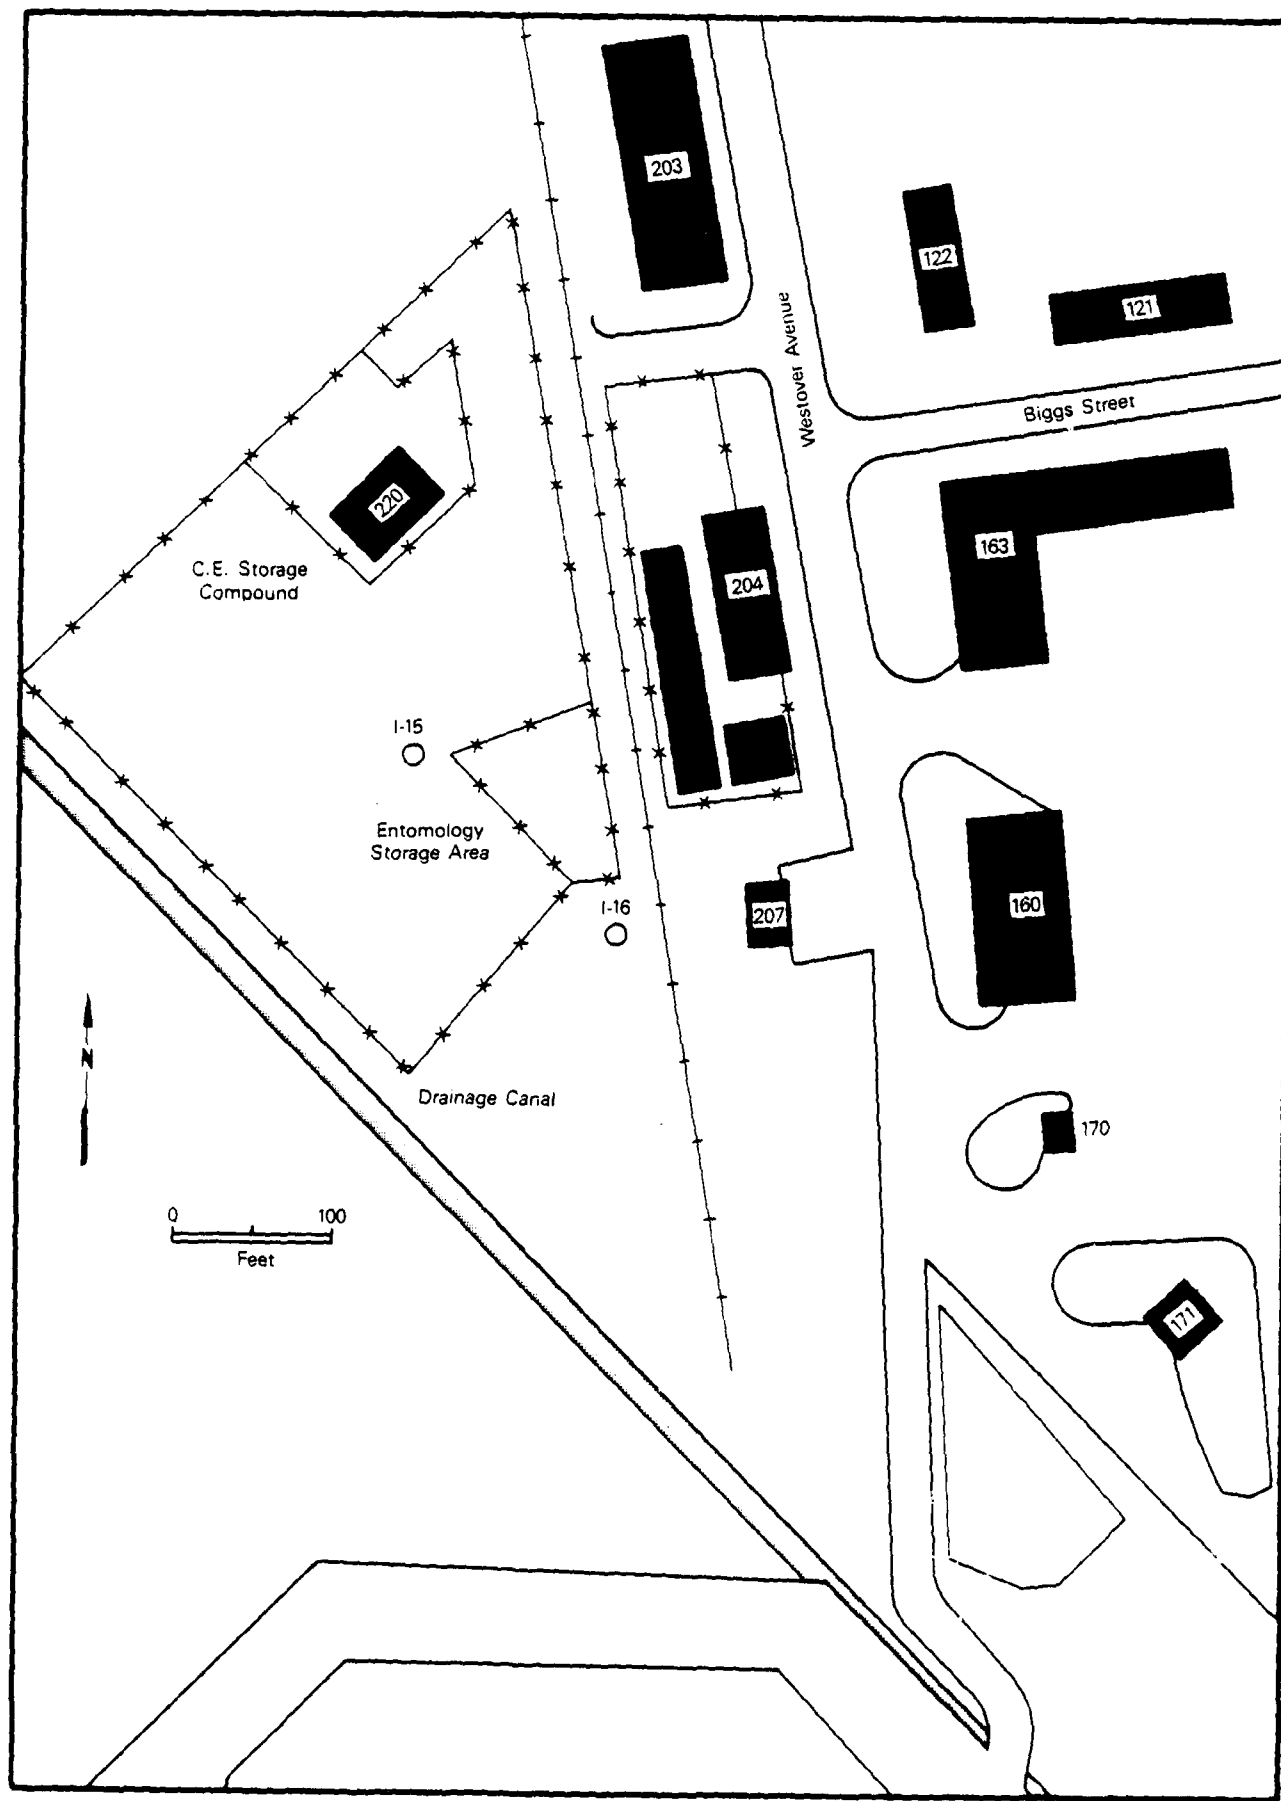 203
122
121
Westover Avenue
Biggs Street
220
163
C.E. Storage
Compound
204
I-15
Entomology
Storage Area
160
I-16
207
N
Drainage Canal
170
0 100
Feet
171